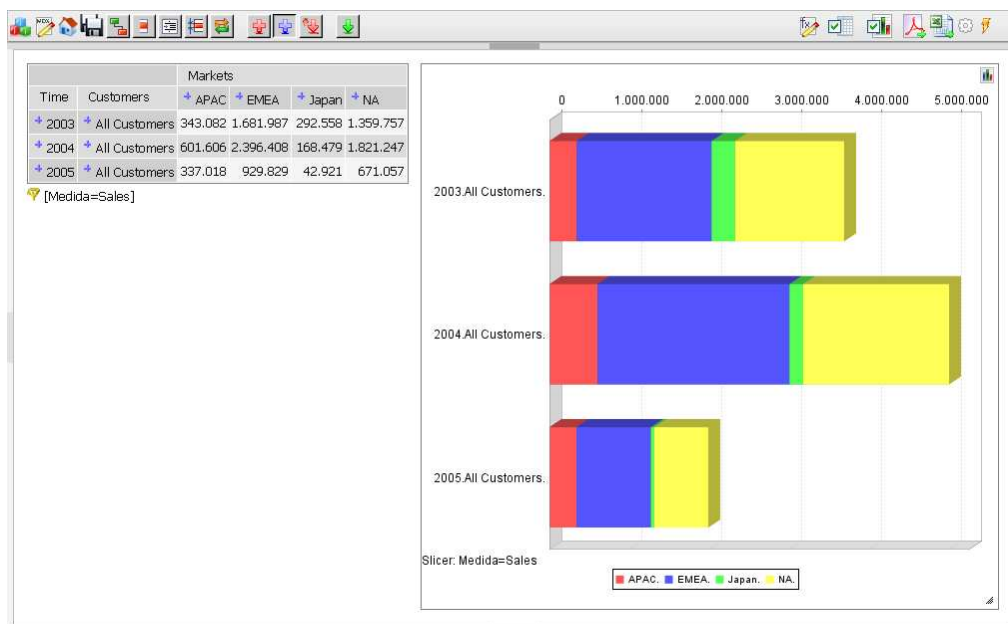 MDX
Markets
Time Customers APAC EMEA Japan NA
2003 All Customers 343.082 1.681.987 292.558 1.359.757
2004 All Customers 601.606 2.396.408 168.479 1.821.247
2005 All Customers 337.018 929.829 42.921 671.057
[Medida=Sales]
0 1.000.000 2.000.000 3.000.000 4.000.000 5.000.000
2003.All Customers.
2004.All Customers.
2005.All Customers.
Slicer: Medida=Sales
APAC. EMEA. Japan. NA.